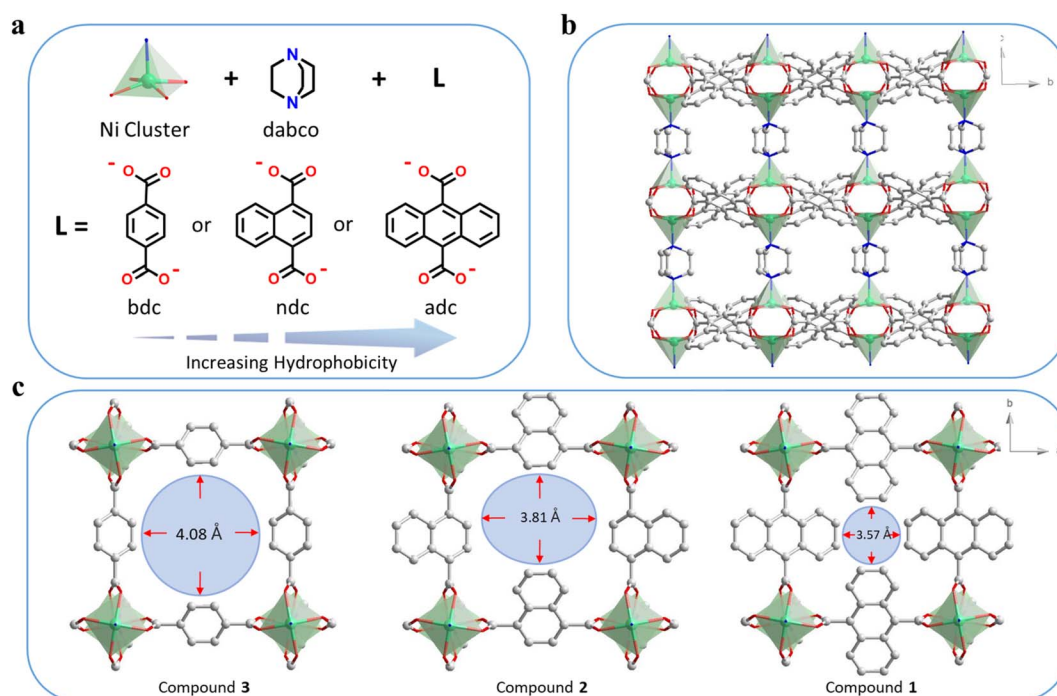 a
+ + L
N
N
Ni Cluster dabco
- O O
O O -
- O O
O O -
- O O
O O -
L = or or
bdc ndc adc
Increasing Hydrophobicity
b
c
b
c
4.08 Å
Compound 3
3.81 Å
Compound 2
b
3.57 Å
Compound 1